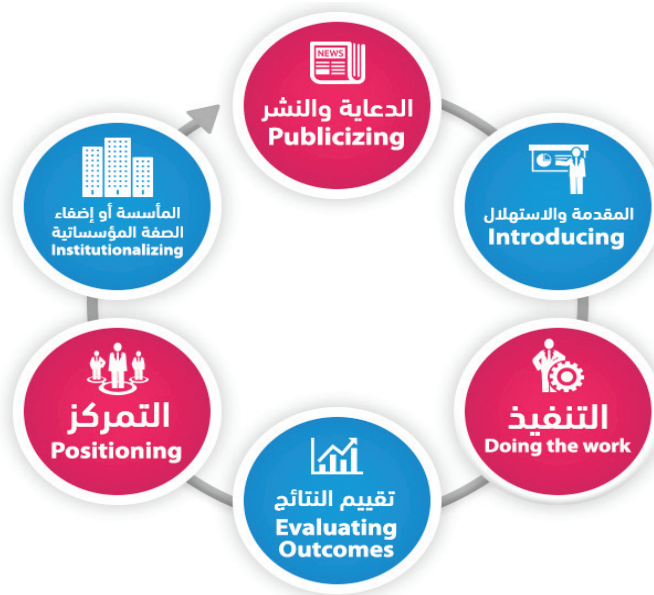 NEWS
الدعاية والنشر
Publicizing
المقدمة والاستهلال
Introducing
التنفيذ
Doing the work
تقييم النتائج
Evaluating
Outcomes
التمركز
Positioning
المأسسة أو إضفاء
الصفة المؤسساتية
Institutionalizing